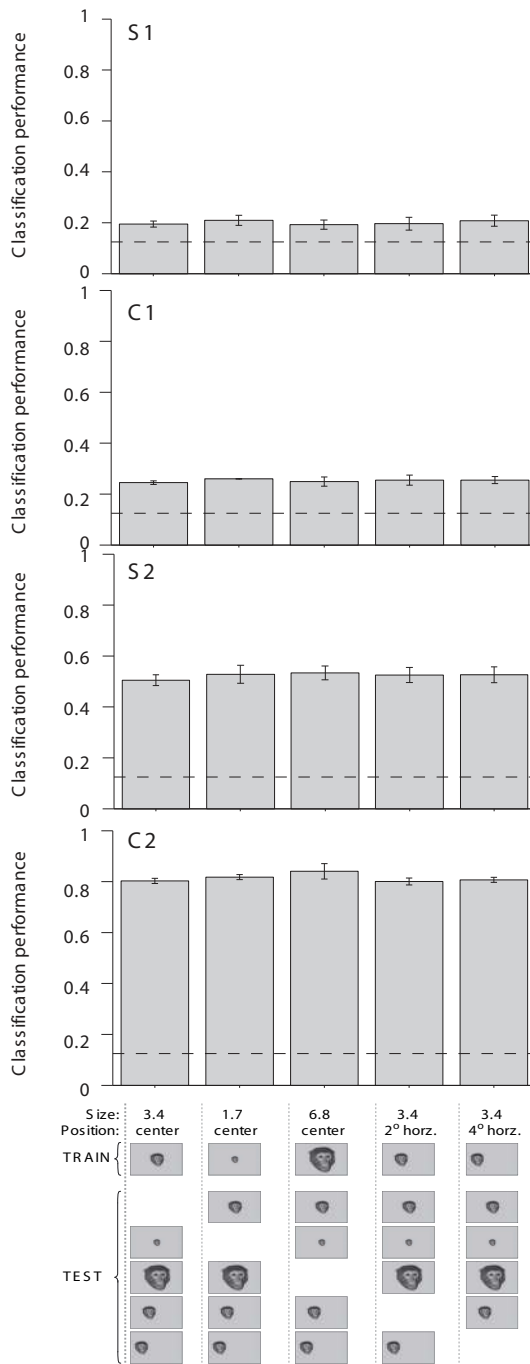 S1
Classification performance
1
0.8
0.6
0.4
0.2
0
C1
Classification performance
1
0.8
0.6
0.4
0.2
0
S2
Classification performance
1
0.8
0.6
0.4
0.2
0
C2
Classification performance
1
0.8
0.6
0.4
0.2
0
Size: 3.4 1.7 6.8 3.4 3.4
Position: center center center 2° horz. 4° horz.
TRAIN
TEST